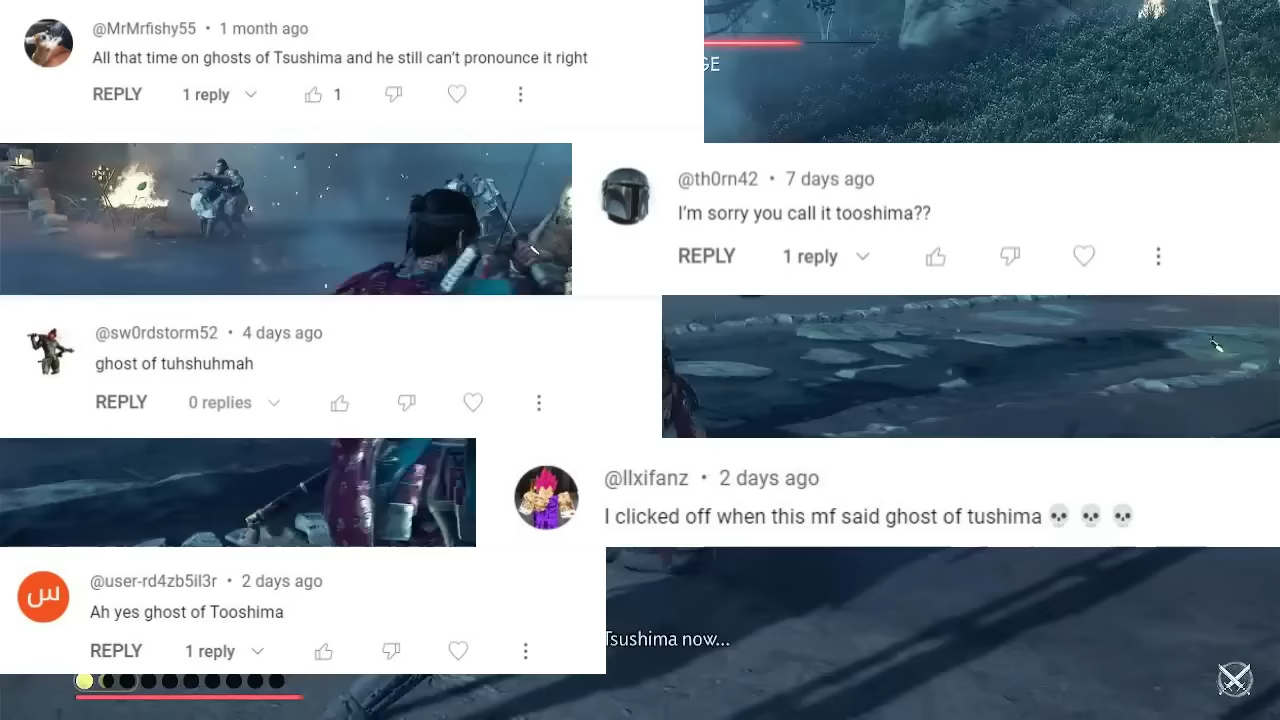 @MrMrfishy55 • 1 month ago
All that time on ghosts of Tsushima and he still can't pronounce it right
REPLY 1 reply 1
GE
@th0rn42 • 7 days ago
I'm sorry you call it tooshima??
REPLY 1 reply
@sw0rdstorm52 • 4 days ago
ghost of tuhshuhmah
REPLY 0 replies
@llxifanz • 2 days ago
I clicked off when this mf said ghost of tushima 💀 💀 💀
@user-rd4zb5il3r • 2 days ago
س
Ah yes ghost of Tooshima
REPLY 1 reply
Tsushima now...